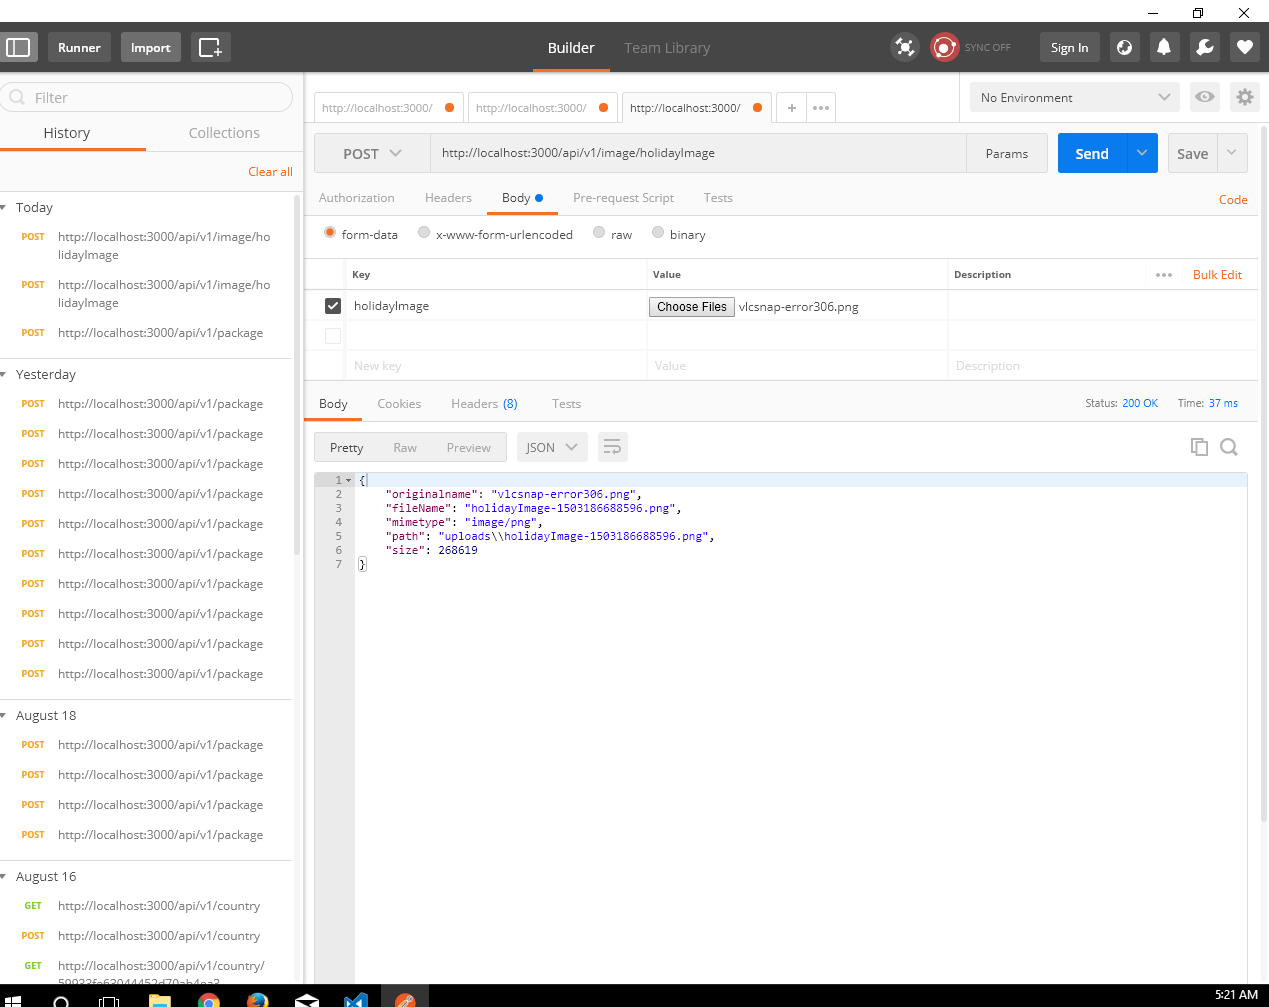 Runner
Import
Builder
Team Library
SYNC OFF
Sign In
Filter
History
Collections
Clear all
Today
POST http://localhost:3000/api/v1/image/ho
lidayImage
POST http://localhost:3000/api/v1/image/ho
lidayImage
POST http://localhost:3000/api/v1/package
Yesterday
POST http://localhost:3000/api/v1/package
POST http://localhost:3000/api/v1/package
POST http://localhost:3000/api/v1/package
POST http://localhost:3000/api/v1/package
POST http://localhost:3000/api/v1/package
POST http://localhost:3000/api/v1/package
POST http://localhost:3000/api/v1/package
POST http://localhost:3000/api/v1/package
POST http://localhost:3000/api/v1/package
POST http://localhost:3000/api/v1/package
August 18
POST http://localhost:3000/api/v1/package
POST http://localhost:3000/api/v1/package
POST http://localhost:3000/api/v1/package
POST http://localhost:3000/api/v1/package
August 16
GET http://localhost:3000/api/v1/country
POST http://localhost:3000/api/v1/country
GET http://localhost:3000/api/v1/country/
http://localhost:3000/
http://localhost:3000/
http://localhost:3000/
No Environment
POST
http://localhost:3000/api/v1/image/holidayImage
Params
Send
Save
Authorization
Headers
Body
Pre-request Script
Tests
Code
form-data
x-www-form-urlencoded
raw
binary
Key
Value
Description
Bulk Edit
holidayImage
Choose Files vlcsnap-error306.png
New key
Value
Description
Body
Cookies
Headers (8)
Tests
Status: 200 OK
Time: 37 ms
Pretty
Raw
Preview
JSON
1 {
2 "originalname": "vlcsnap-error306.png",
3 "fileName": "holidayImage-1503186688596.png",
4 "mimetype": "image/png",
5 "path": "uploads\\holidayImage-1503186688596.png",
6 "size": 268619
7 }
5:21 AM